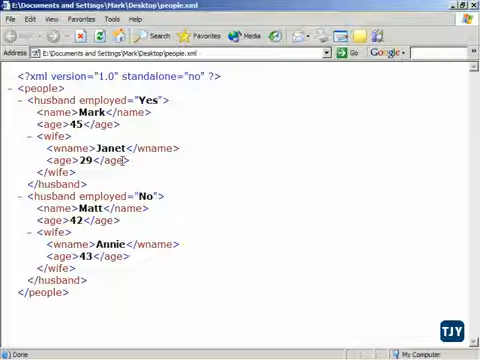 E:\Documents and Settings\Mark\Desktop\people.xml
File Edit View Favorites Tools Help
Back Search Favorites Media
Address E:\Documents and Settings\Mark\Desktop\people.xml Go Links
<?xml version="1.0" standalone="no" ?>
- <people>
- <husband employed="Yes">
<name>Mark</name>
<age>45</age>
- <wife>
<wname>Janet</wname>
<age>29</age>
</wife>
</husband>
- <husband employed="No">
<name>Matt</name>
<age>42</age>
- <wife>
<wname>Annie</wname>
<age>43</age>
</wife>
</husband>
</people>
TJY
Done My Computer